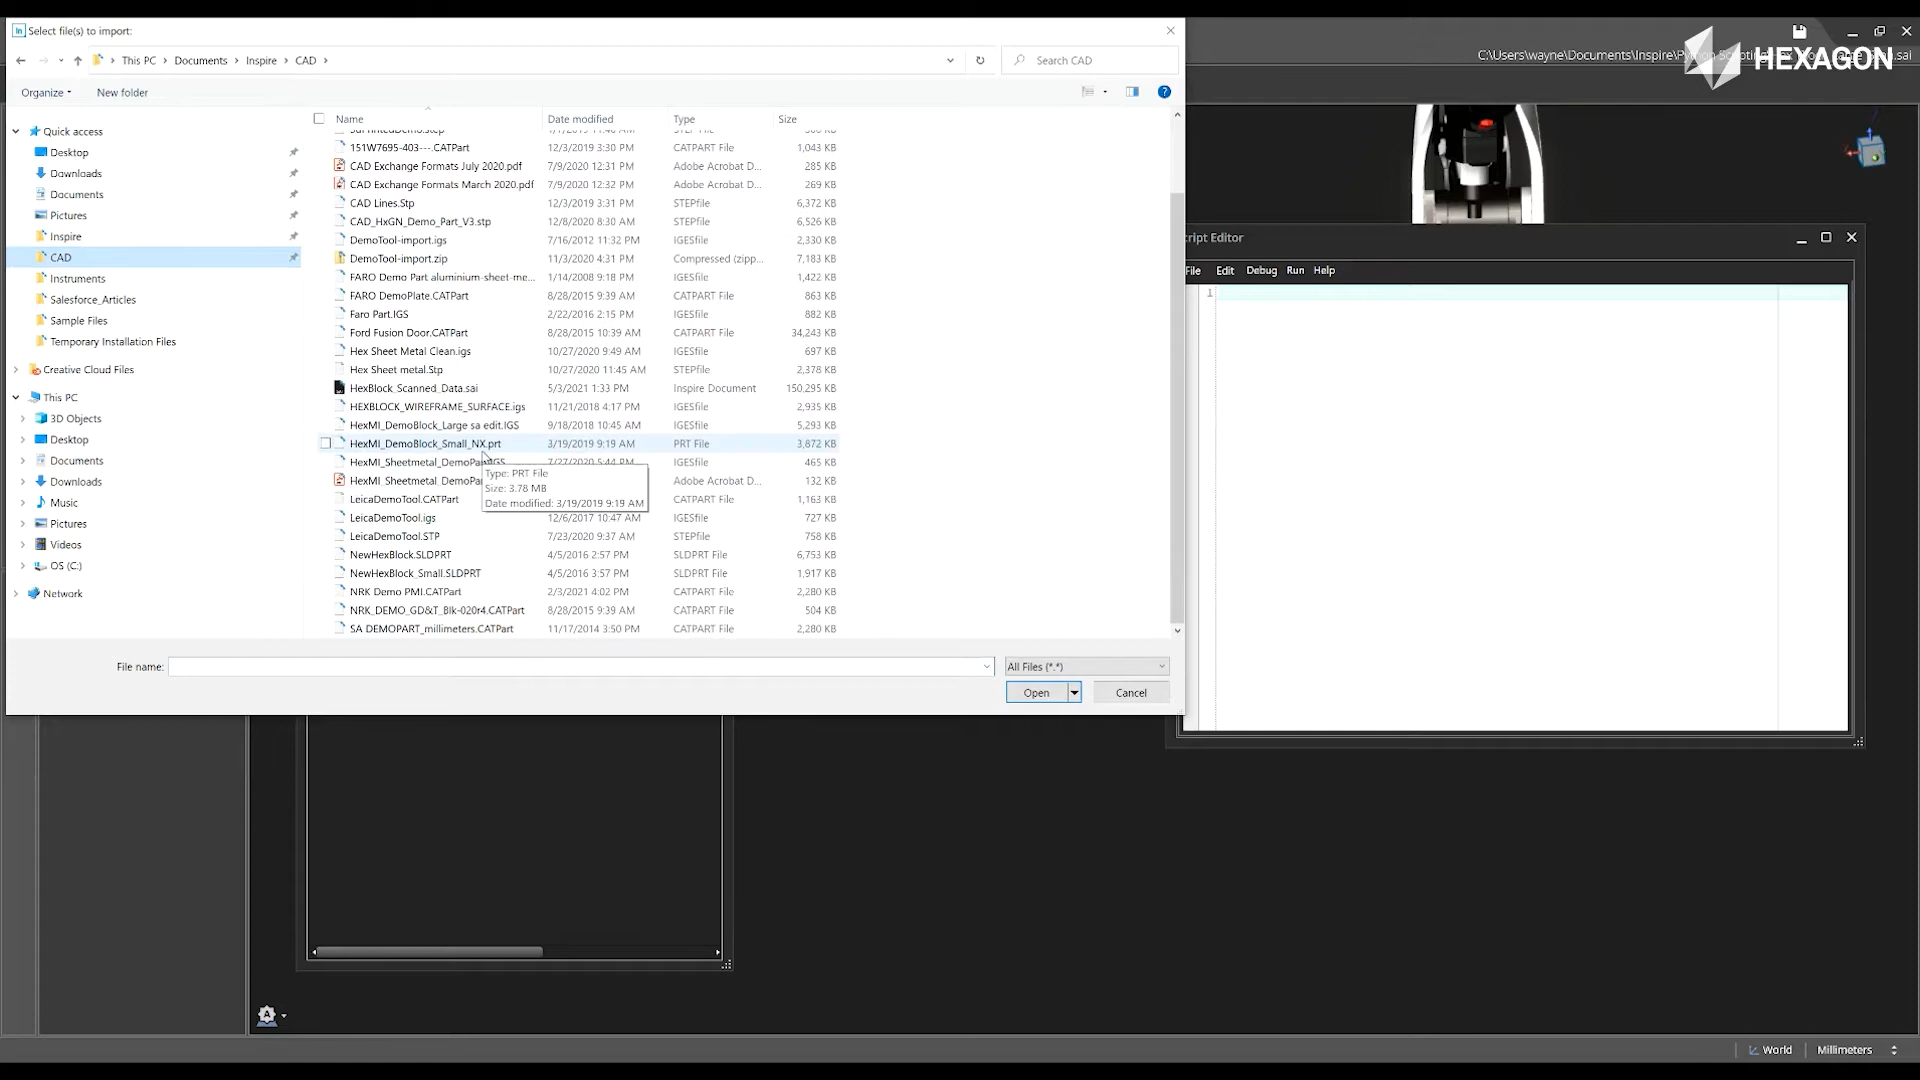 Select file(s) to import:
This PC > Documents > Inspire > CAD >
Search CAD
HEXAGON
C:\Users\wayne\Documents\Inspire\
.sai
Organize
New folder
Name Date modified Type Size
Quick access
Desktop
Downloads
Documents
Pictures
Inspire
CAD
Instruments
Salesforce_Articles
Sample Files
Temporary Installation Files
Creative Cloud Files
This PC
3D Objects
Desktop
Documents
Downloads
Music
Pictures
Videos
OS (C:)
Network
151W7695-403---.CATPart 12/3/2019 3:30 PM CATPART File 1,043 KB
CAD Exchange Formats July 2020.pdf 7/9/2020 12:31 PM Adobe Acrobat D... 285 KB
CAD Exchange Formats March 2020.pdf 7/9/2020 12:32 PM Adobe Acrobat D... 269 KB
CAD Lines.Stp 12/3/2019 3:31 PM STEPfile 6,372 KB
CAD_HxGN_Demo_Part_V3.stp 12/8/2020 8:30 AM STEPfile 6,526 KB
DemoTool-import.igs 7/16/2012 11:32 PM IGESfile 2,330 KB
DemoTool-import.zip 11/3/2020 4:31 PM Compressed (zipp... 7,183 KB
FARO Demo Part aluminium-sheet-me... 1/14/2008 9:18 PM IGESfile 1,422 KB
FARO DemoPlate.CATPart 8/28/2015 9:39 AM CATPART File 863 KB
Faro Part.IGS 2/22/2016 2:15 PM IGESfile 882 KB
Ford Fusion Door.CATPart 8/28/2015 10:39 AM CATPART File 34,243 KB
Hex Sheet Metal Clean.igs 10/27/2020 9:49 AM IGESfile 697 KB
Hex Sheet metal.Stp 10/27/2020 11:45 AM STEPfile 2,378 KB
HexBlock_Scanned_Data.sai 5/3/2021 1:33 PM Inspire Document 150,295 KB
HEXBLOCK_WIREFRAME_SURFACE.igs 11/21/2018 4:17 PM IGESfile 2,935 KB
HexMI_DemoBlock_Large sa edit.IGS 9/18/2018 10:45 AM IGESfile 5,293 KB
HexMI_DemoBlock_Small_NX.prt 3/19/2019 9:19 AM PRT File 3,872 KB
HexMI_Sheetmetal_DemoPart.IGS 7/27/2020 5:44 PM IGESfile 465 KB
HexMI_Sheetmetal_DemoPa Adobe Acrobat D... 132 KB
LeicaDemoTool.CATPart CATPART File 1,163 KB
LeicaDemoTool.igs 12/6/2017 10:47 AM IGESfile 727 KB
LeicaDemoTool.STP 7/23/2020 9:37 AM STEPfile 758 KB
NewHexBlock.SLDPRT 4/5/2016 2:57 PM SLDPRT File 6,753 KB
NewHexBlock_Small.SLDPRT 4/5/2016 3:57 PM SLDPRT File 1,917 KB
NRK Demo PMI.CATPart 2/3/2021 4:02 PM CATPART File 2,280 KB
NRK_DEMO_GD&T_Blk-020r4.CATPart 8/28/2015 9:39 AM CATPART File 504 KB
SA DEMOPART_millimeters.CATPart 11/17/2014 3:50 PM CATPART File 2,280 KB
Type: PRT File
Size: 3.78 MB
Date modified: 3/19/2019 9:19 AM
File name:
All Files (*.*)
Open
Cancel
cript Editor
File Edit Debug Run Help
1
World
Millimeters